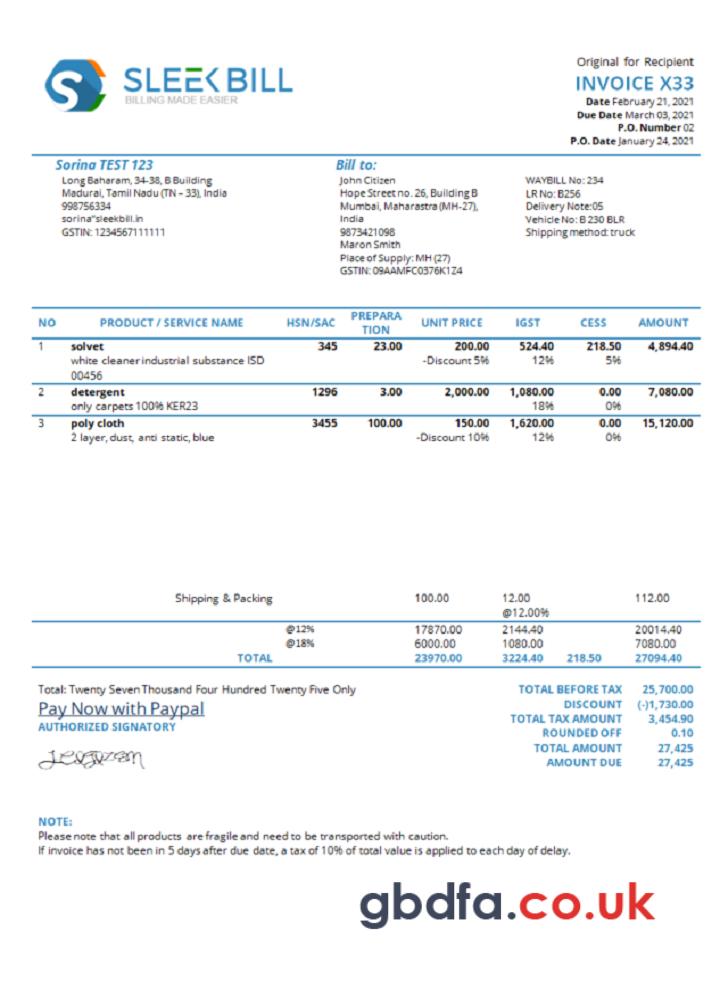 SLEEK BILL
BILLING MADE EASIER
Original for Recipient
INVOICE X33
Date February 21, 2021
Due Date March 03, 2021
P.O. Number 02
P.O. Date January 24, 2021
Sorina TEST 123
Long Baharam, 34-38, B Building
Madurai, Tamil Nadu (TN - 33), India
998756334
sorina"sleekbill.in
GSTIN: 1234567111111
Bill to:
John Citizen
Hope Street no. 26, Building B
Mumbai, Maharastra (MH-27),
India
9873421098
Maron Smith
Place of Supply: MH (27)
GSTIN: 09AAMFC0376K1Z4
WAYBILL No: 234
LR No: B256
Delivery Note:05
Vehicle No: B 230 BLR
Shipping method: truck
NO PRODUCT / SERVICE NAME HSN/SAC PREPARA TION UNIT PRICE IGST CESS AMOUNT
1 solvet 345 23.00 200.00 524.40 218.50 4,894.40
white cleaner industrial substance ISD -Discount 5% 12% 5%
00456
2 detergent 1296 3.00 2,000.00 1,080.00 0.00 7,080.00
only carpets 100% KER23 18% 0%
3 poly cloth 3455 100.00 150.00 1,620.00 0.00 15,120.00
2 layer, dust, anti static, blue -Discount 10% 12% 0%
Shipping & Packing 100.00 12.00 112.00
@12.00%
@12% 17870.00 2144.40 20014.40
@18% 6000.00 1080.00 7080.00
TOTAL 23970.00 3224.40 218.50 27094.40
Total: Twenty Seven Thousand Four Hundred Twenty Five Only
Pay Now with Paypal
AUTHORIZED SIGNATORY
TOTAL BEFORE TAX 25,700.00
DISCOUNT (-)1,730.00
TOTAL TAX AMOUNT 3,454.90
ROUNDED OFF 0.10
TOTAL AMOUNT 27,425
AMOUNT DUE 27,425
NOTE:
Please note that all products are fragile and need to be transported with caution.
If invoice has not been in 5 days after due date, a tax of 10% of total value is applied to each day of delay.
gbdfa.co.uk